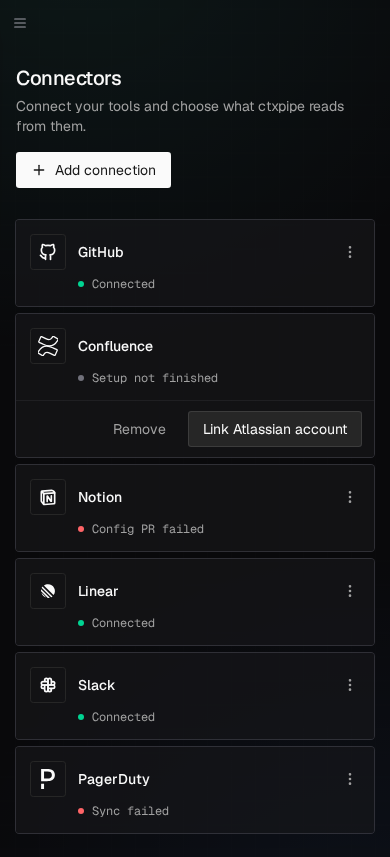 Connectors
Connect your tools and choose what ctxpipe reads
from them.
Add connection
GitHub
Connected
Confluence
Setup not finished
Remove
Link Atlassian account
Notion
Config PR failed
Linear
Connected
Slack
Connected
PagerDuty
Sync failed